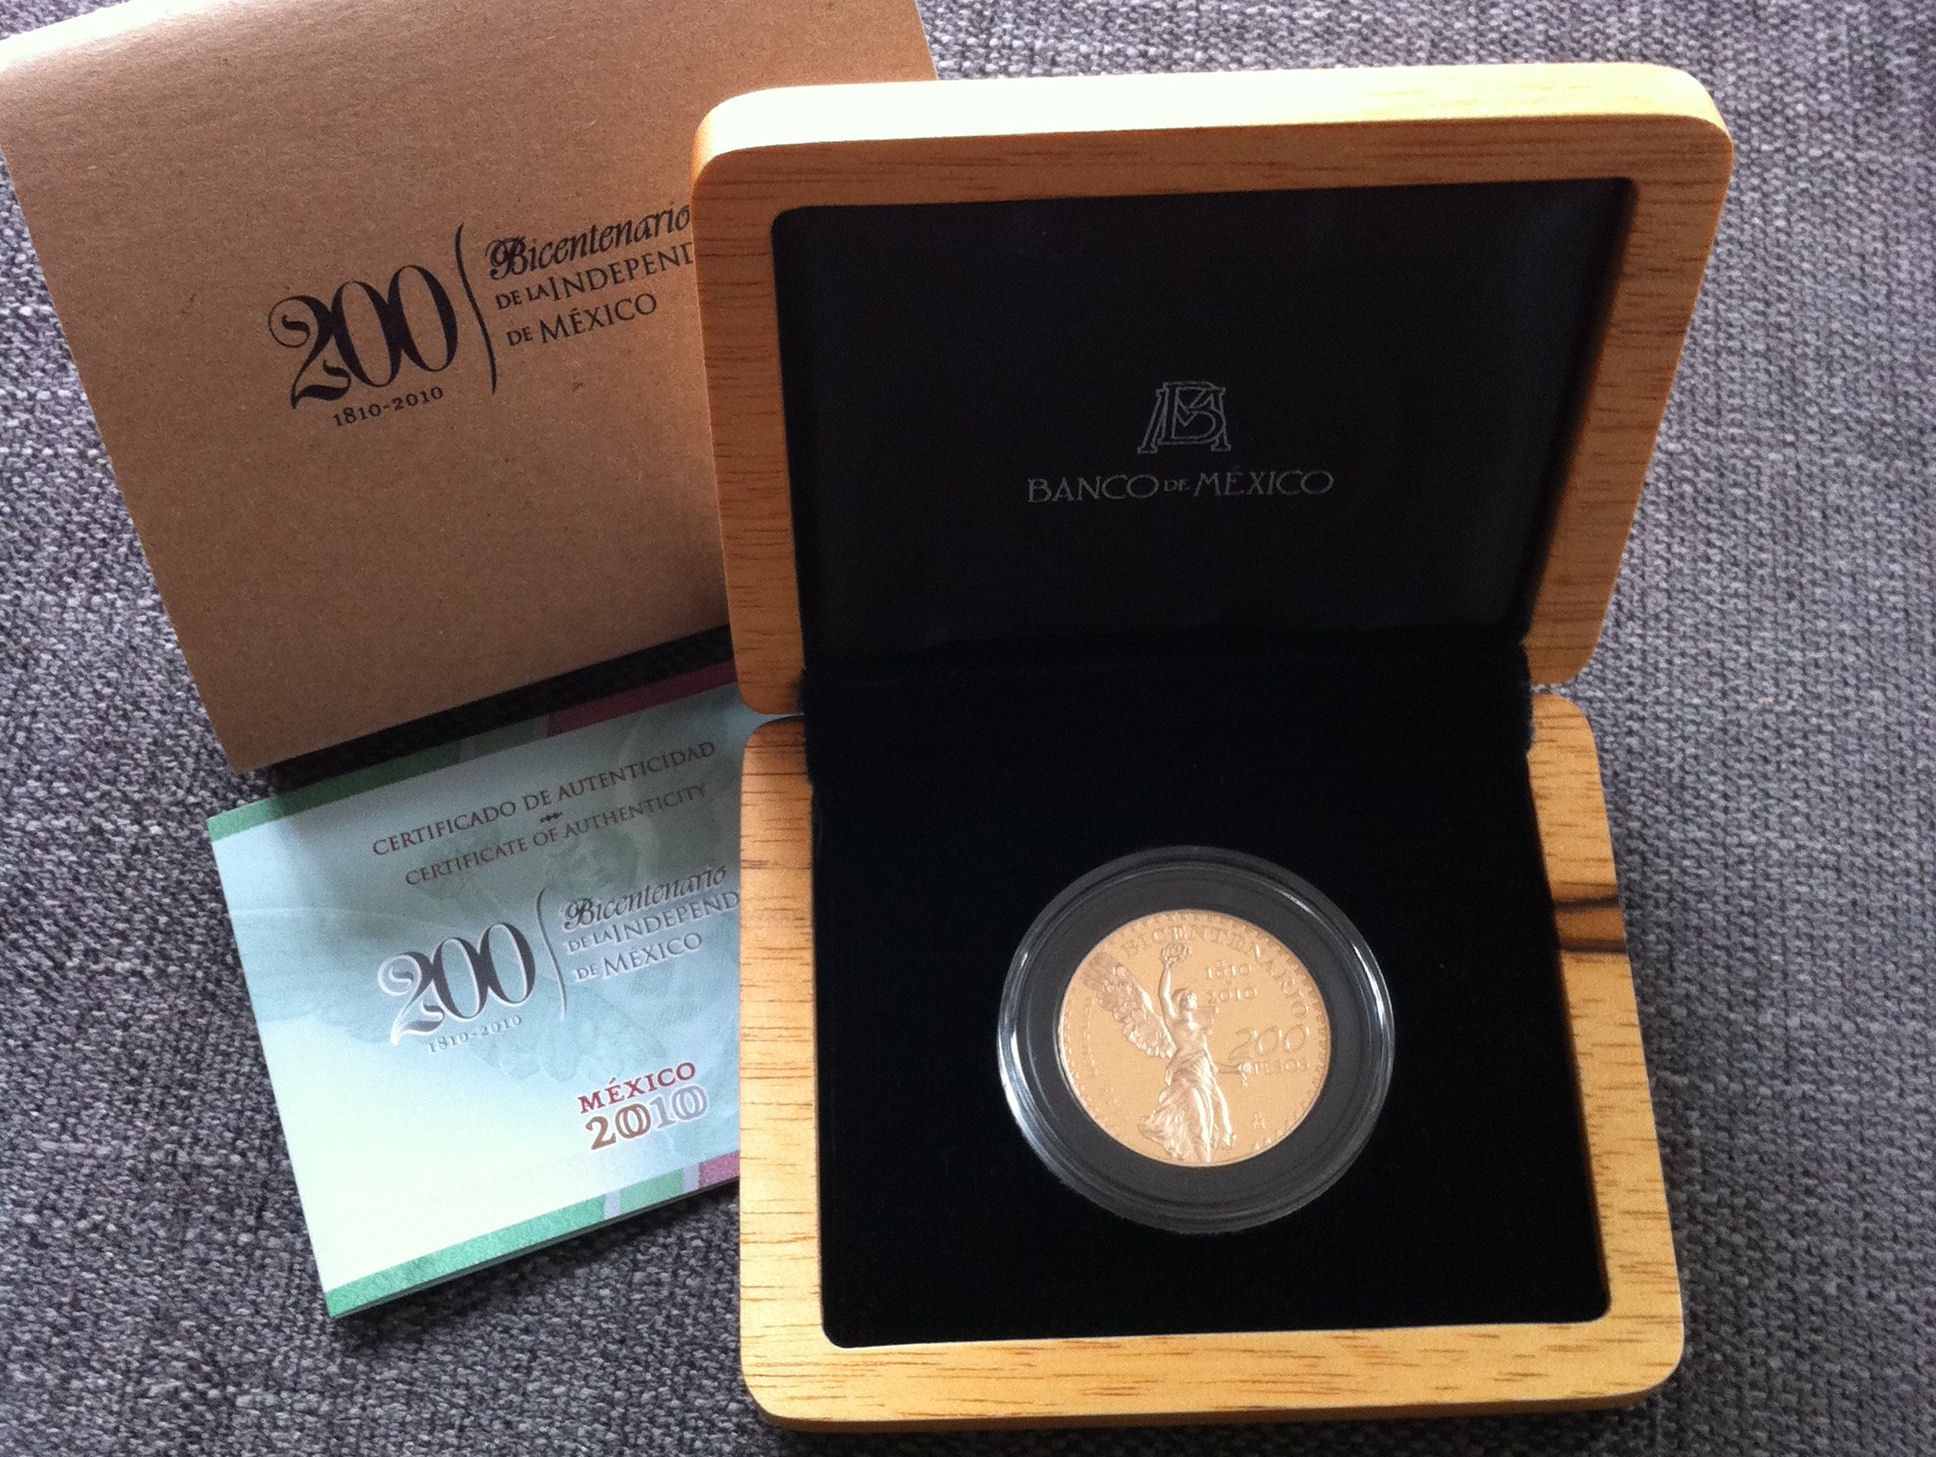 200
1810-2010
Bicentenario
DE LA INDEPEND
DE MÉXICO
BANCO DE MÉXICO
CERTIFICADO DE AUTENTICIDAD
CERTIFICATE OF AUTHENTICITY
200
1810-2010
Bicentenario
DE LA INDEPEND
DE MÉXICO
MÉXICO
2010
BICENTENARIO
1810
2010
200
PESOS